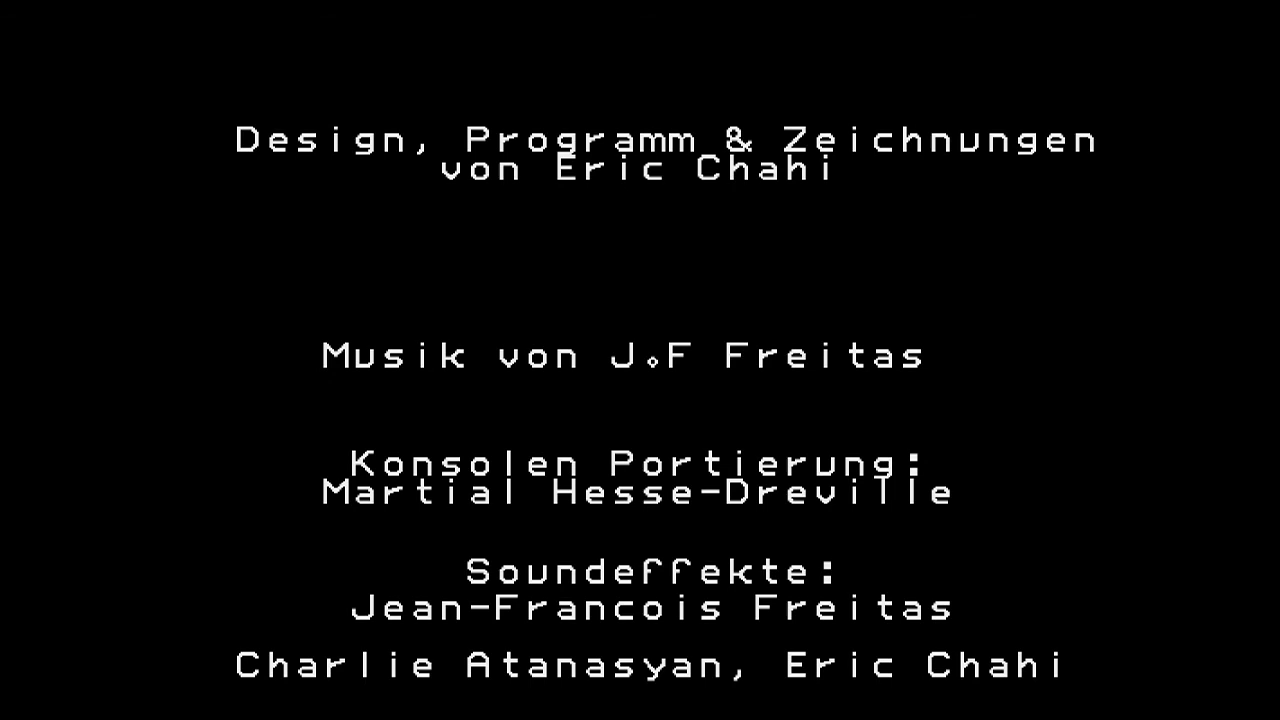 Design, Programm & Zeichnungen
von Eric Chahi
Musik von J.F Freitas
Konsolen Portierung:
Martial Hesse-Dreville
Soundeffekte:
Jean-Francois Freitas
Charlie Atanasyan, Eric Chahi